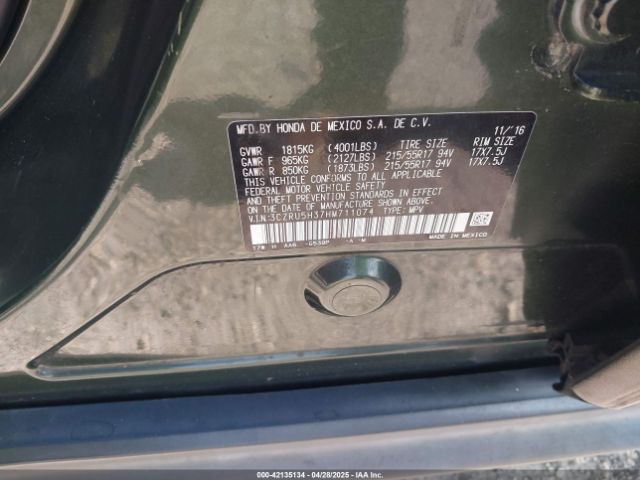 MFD.BY HONDA DE MEXICO S.A. DE C.V. 11/'16
GVWR 1815KG (4001LBS) TIRE SIZE RIM SIZE
GAWR F 965KG (2127LBS) 215/55R17 94V 17X7.5J
GAWR R 850KG (1873LBS) 215/55R17 94V 17X7.5J
THIS VEHICLE CONFORMS TO ALL APPLICABLE
FEDERAL MOTOR VEHICLE SAFETY
AND THEFT PREVENTION STANDARDS IN EFFECT
ON THE DATE OF MANUFACTURE SHOWN ABOVE.
V.I.N:3CZRU5H37HM711074 TYPE: MPV
MADE IN MEXICO
000-42135134 04/28/2025 IAA Inc.